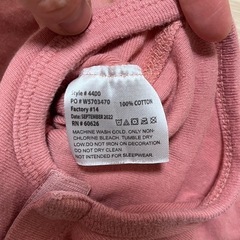 Style # 4400
PO # W5703470
Factory #14
Date: SEPTEMBER 2022
RN # 60626
100% COTTON
MACHINE WASH COLD. ONLY
NON-CHLORINE BLEACH. TUMBLE DRY
LOW. DO NOT IRON ON DECORATION
DO NOT DRY CLEAN
NOT INTENDED FOR SLEEPWEAR